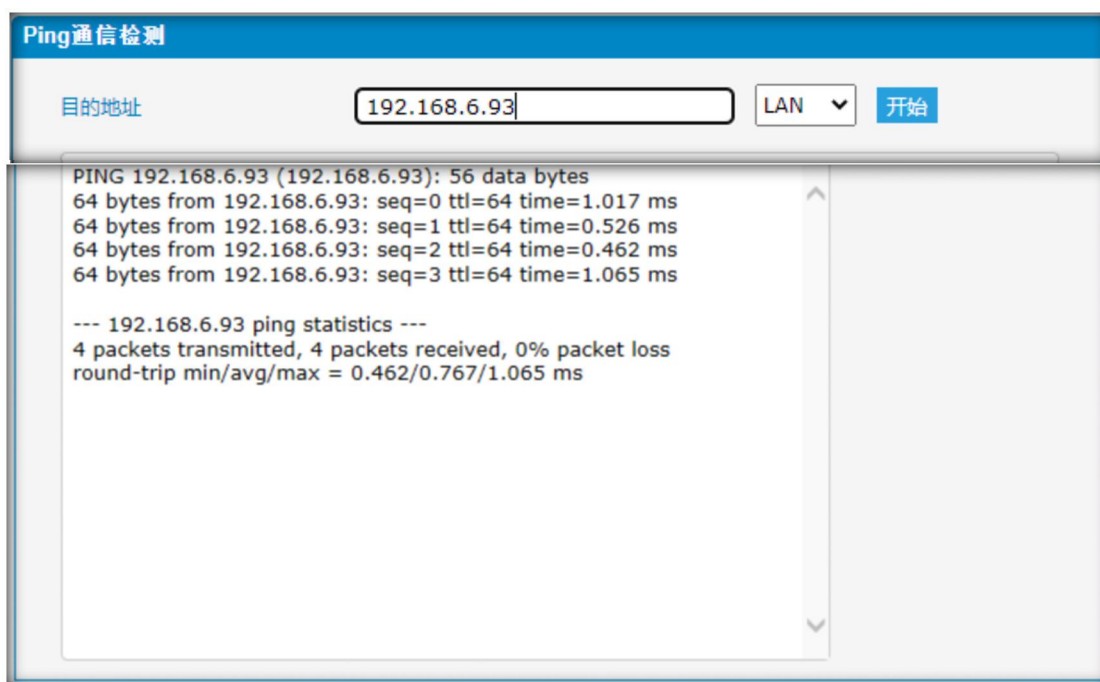 Ping通信检测
目的地址 192.168.6.93 LAN 开始
PING 192.168.6.93 (192.168.6.93): 56 data bytes
64 bytes from 192.168.6.93: seq=0 ttl=64 time=1.017 ms
64 bytes from 192.168.6.93: seq=1 ttl=64 time=0.526 ms
64 bytes from 192.168.6.93: seq=2 ttl=64 time=0.462 ms
64 bytes from 192.168.6.93: seq=3 ttl=64 time=1.065 ms
--- 192.168.6.93 ping statistics ---
4 packets transmitted, 4 packets received, 0% packet loss
round-trip min/avg/max = 0.462/0.767/1.065 ms